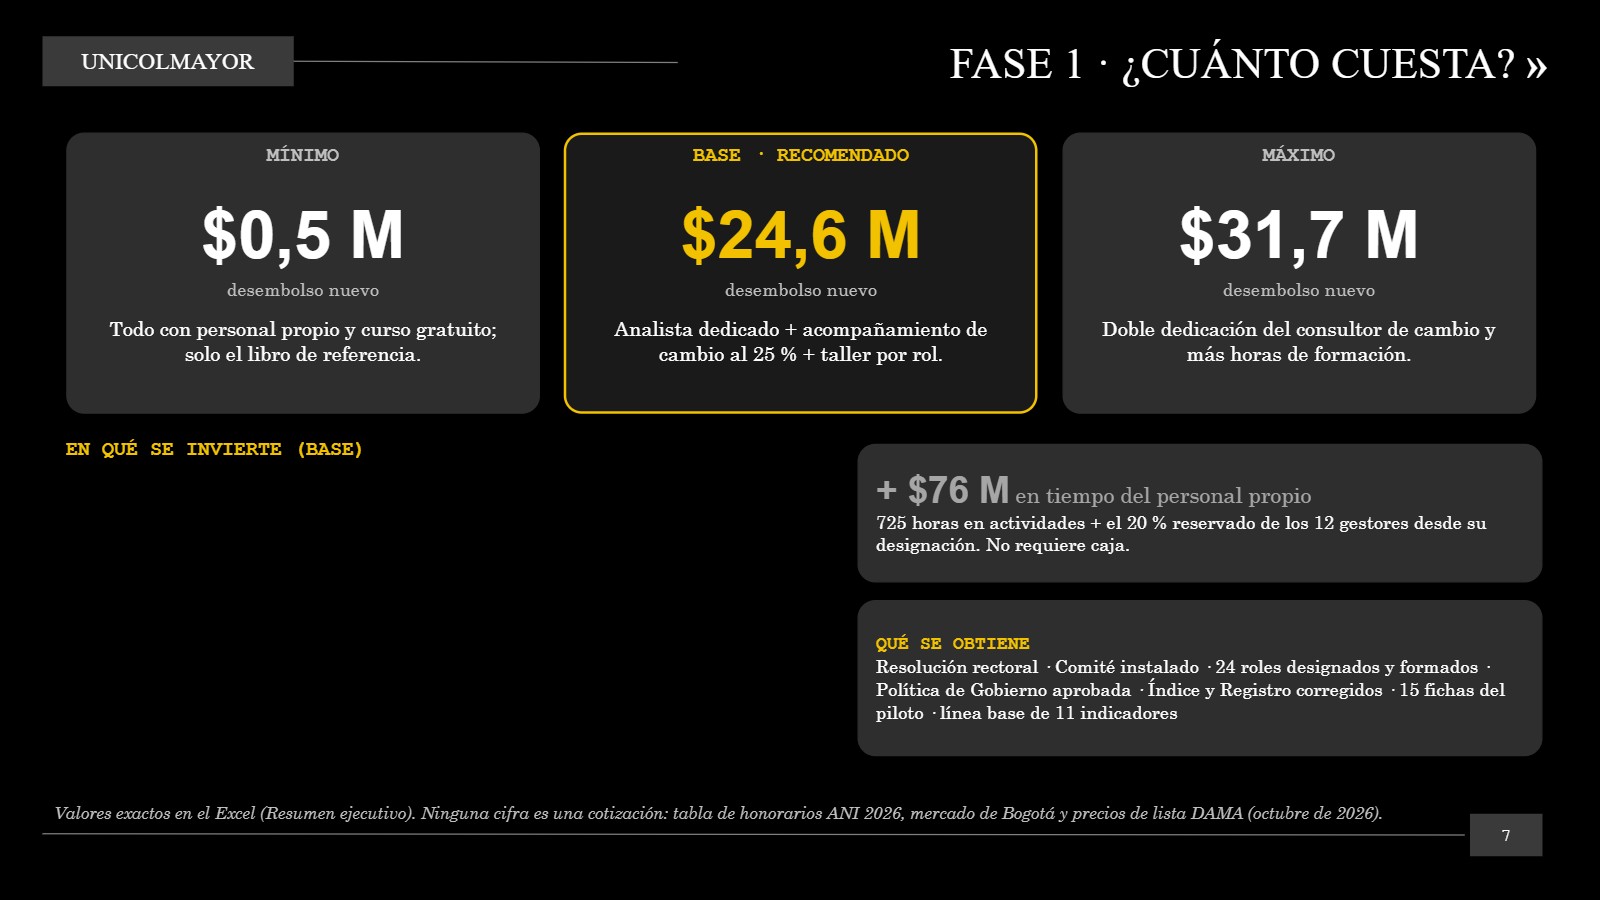 UNICOLMAYOR
FASE 1 · ¿CUÁNTO CUESTA? »
MÍNIMO
$0,5 M
desembolso nuevo
Todo con personal propio y curso gratuito;
solo el libro de referencia.
BASE · RECOMENDADO
$24,6 M
desembolso nuevo
Analista dedicado + acompañamiento de
cambio al 25 % + taller por rol.
MÁXIMO
$31,7 M
desembolso nuevo
Doble dedicación del consultor de cambio y
más horas de formación.
EN QUÉ SE INVIERTE (BASE)
+ $76 M en tiempo del personal propio
725 horas en actividades + el 20 % reservado de los 12 gestores desde su
designación. No requiere caja.
QUÉ SE OBTIENE
Resolución rectoral · Comité instalado · 24 roles designados y formados ·
Política de Gobierno aprobada · Índice y Registro corregidos · 15 fichas del
piloto · línea base de 11 indicadores
Valores exactos en el Excel (Resumen ejecutivo). Ninguna cifra es una cotización: tabla de honorarios ANI 2026, mercado de Bogotá y precios de lista DAMA (octubre de 2026).
7